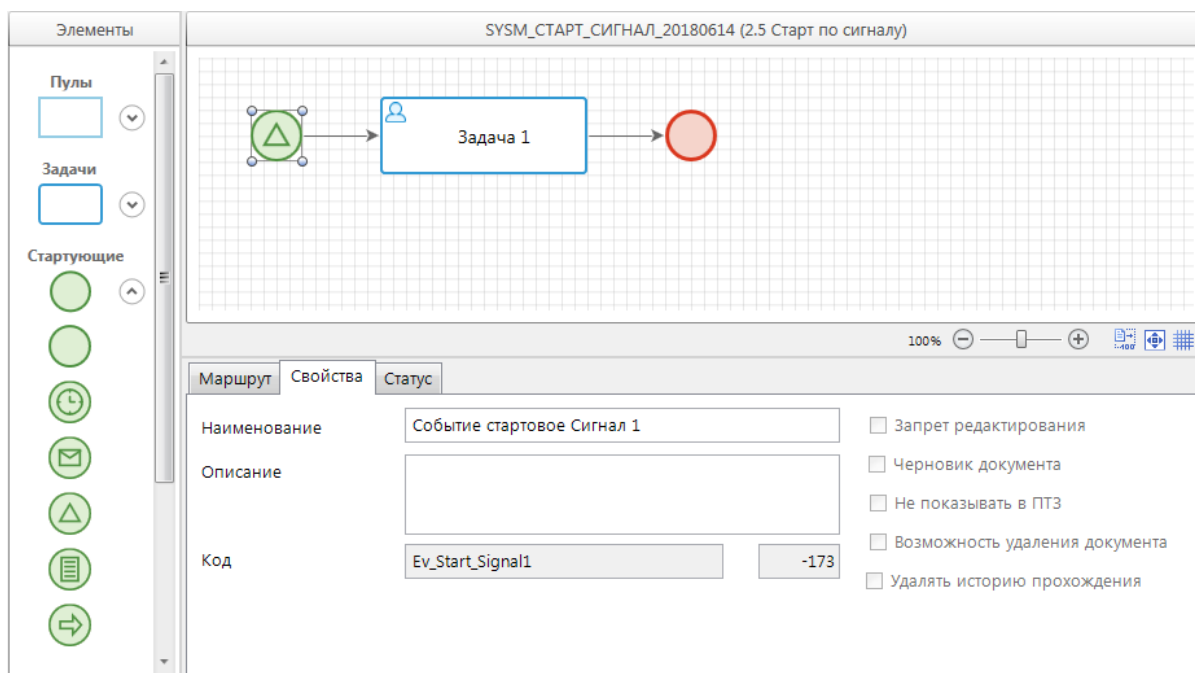 Элементы
SYSM_СТАРТ_СИГНАЛ_20180614 (2.5 Старт по сигналу)
Пулы
Задачи
Стартующие
Задача 1
100%
Маршрут
Свойства
Статус
Наименование
Событие стартовое Сигнал 1
Описание
Код
Ev_Start_Signal1
-173
Запрет редактирования
Черновик документа
Не показывать в ПТЗ
Возможность удаления документа
Удалять историю прохождения